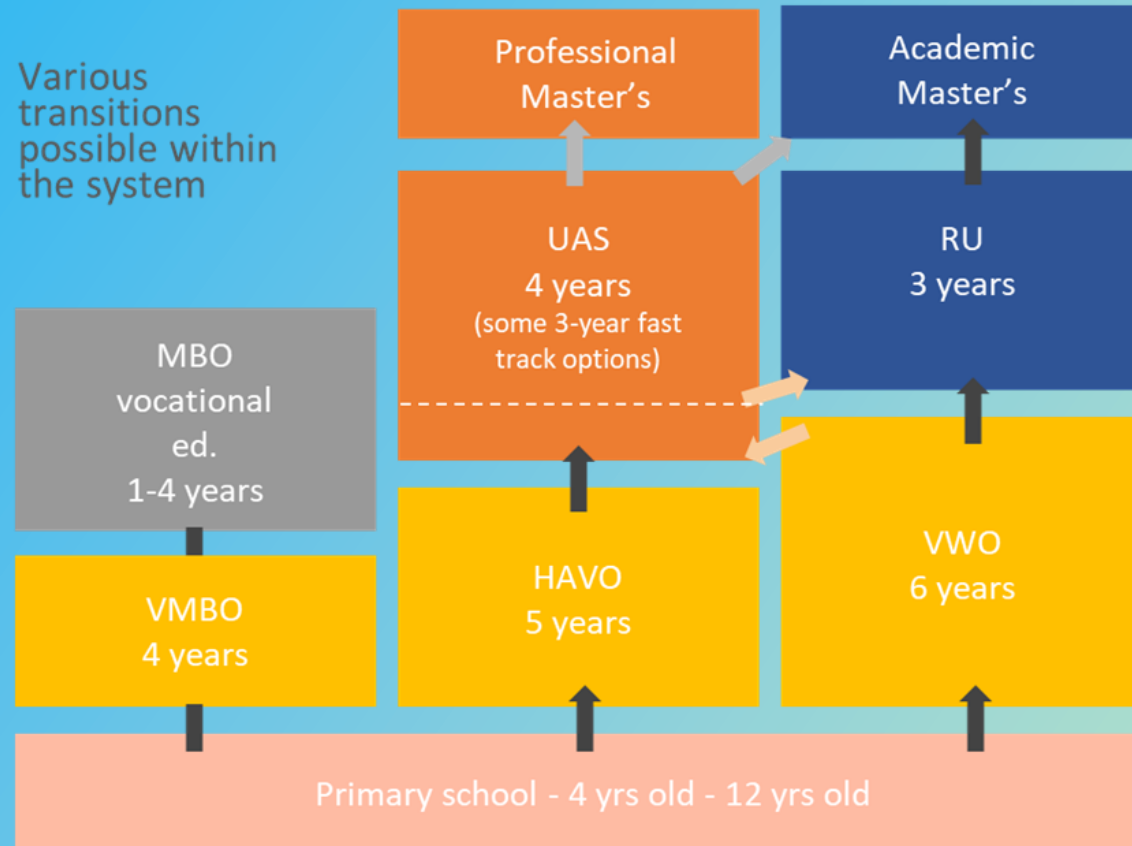 Various
transitions
possible within
the system
Professional
Master’s
Academic
Master’s
UAS
4 years
(some 3-year fast
track options)
RU
3 years
MBO
vocational
ed.
1-4 years
VMBO
4 years
HAVO
5 years
VWO
6 years
Primary school - 4 yrs old - 12 yrs old